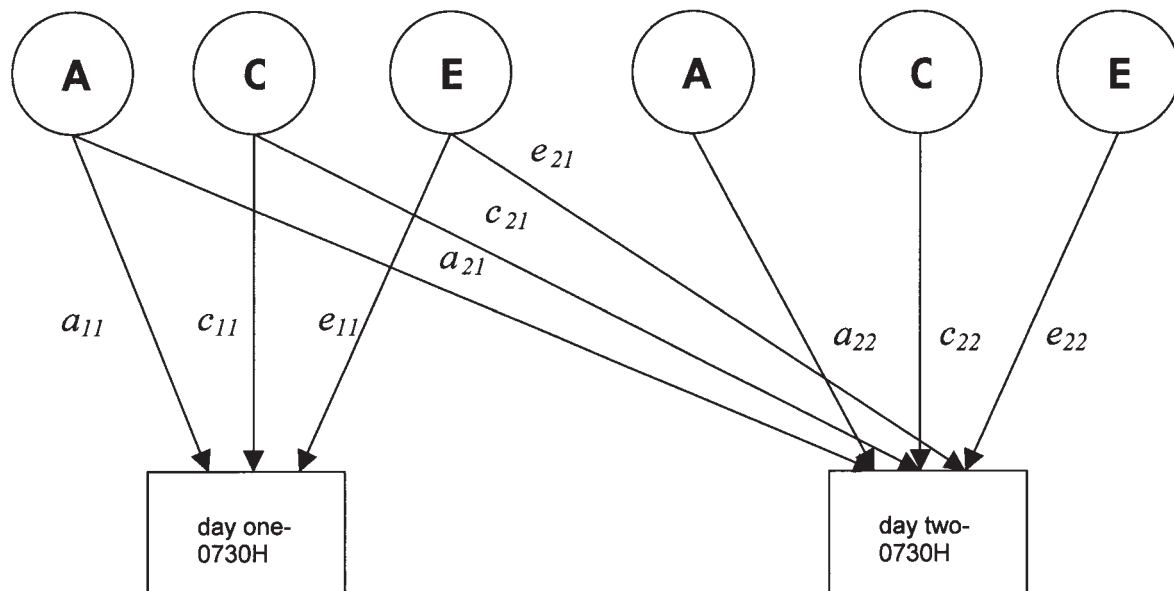 A C E A C E
e21
c21
a21
a11 c11 e11 a22 c22 e22
day one-
0730H
day two-
0730H